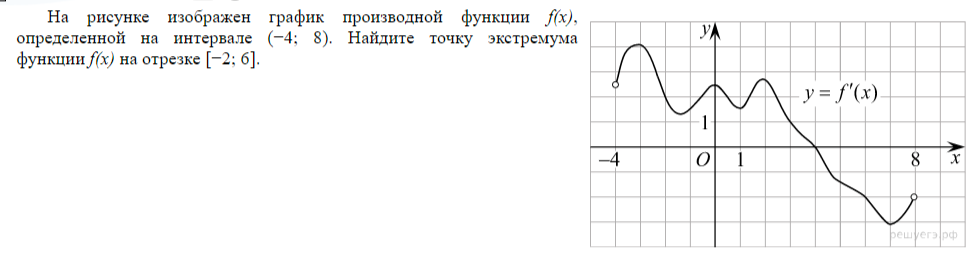 На рисунке изображен график производной функции f(x),
определенной на интервале (−4; 8). Найдите точку экстремума
функции f(x) на отрезке [−2; 6].
y
y = f′(x)
1
−4
O
1
8
x
решуегэ.рф